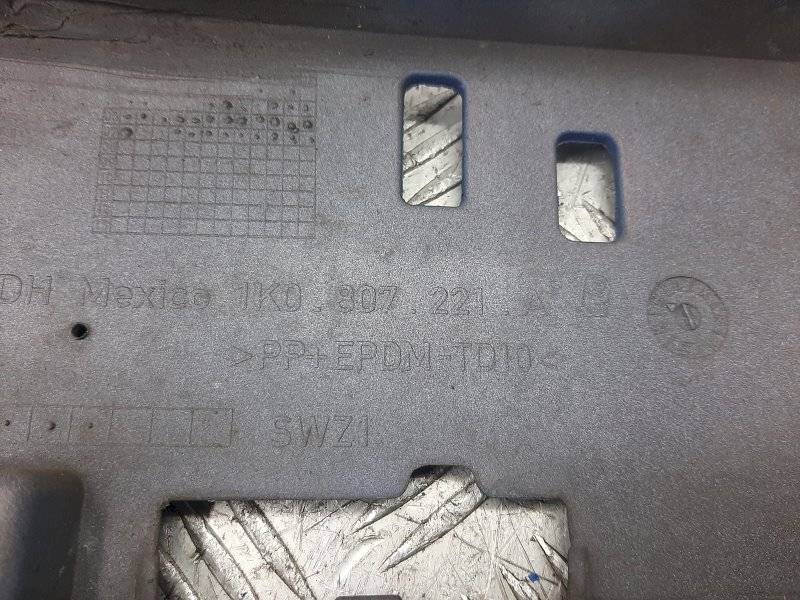 DH Mexico 1K0.807.221.A B
>PP+EPDM-TD10<
SWZ1